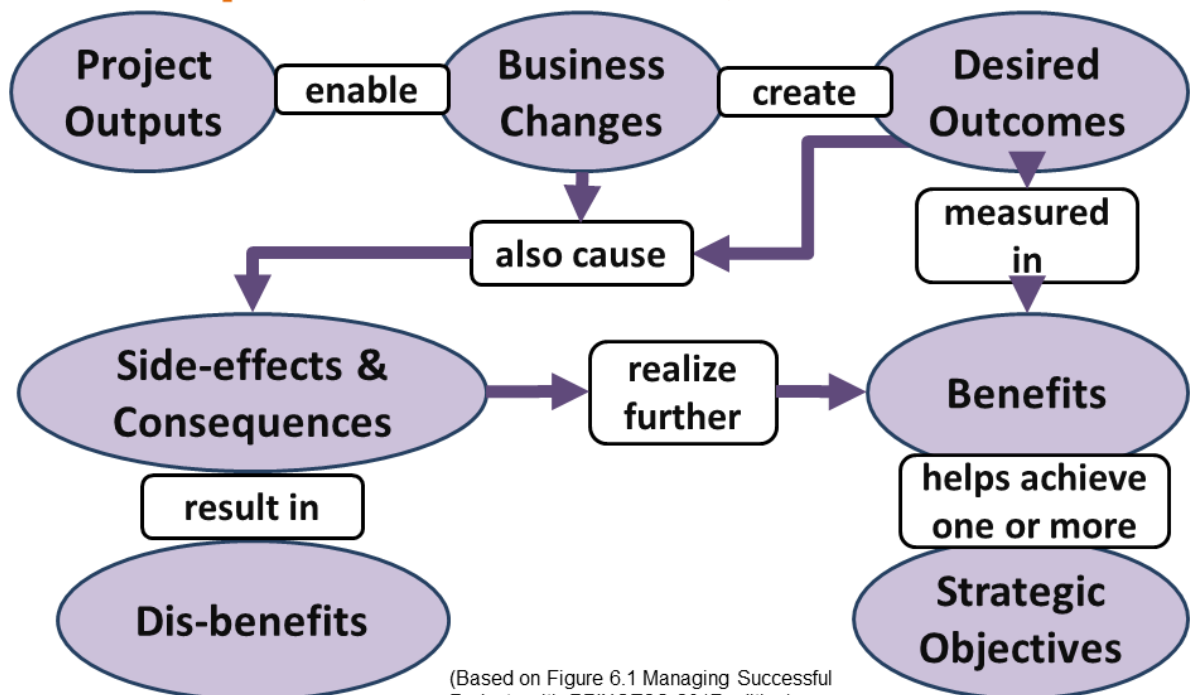 Project
Outputs
enable
Business
Changes
create
Desired
Outcomes
also cause
measured
in
Side-effects &
Consequences
realize
further
Benefits
result in
helps achieve
one or more
Dis-benefits
Strategic
Objectives
(Based on Figure 6.1 Managing Successful